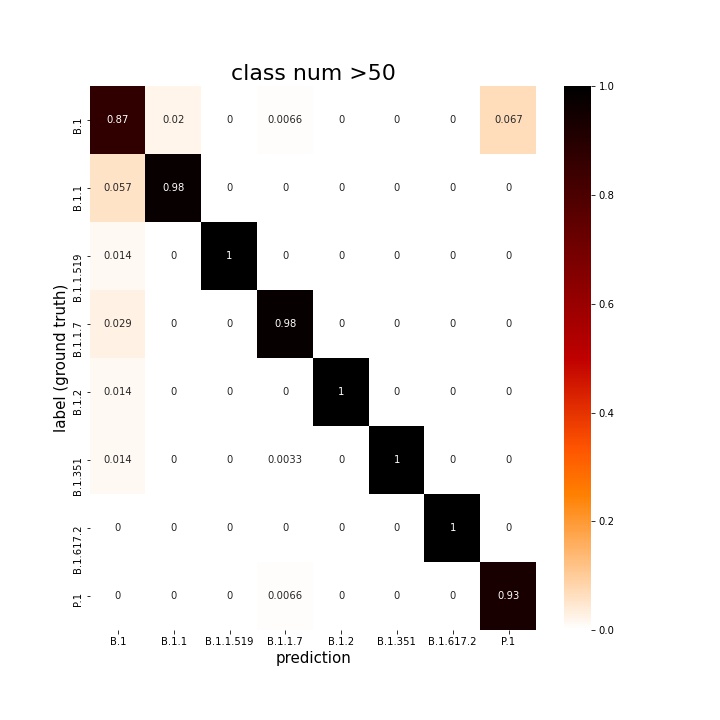 class num >50
label (ground truth)
B.1 0.87 0.02 0 0.0066 0 0 0 0.067
B.1.1 0.057 0.98 0 0 0 0 0 0
B.1.1.519 0.014 0 1 0 0 0 0 0
B.1.1.7 0.029 0 0 0.98 0 0 0 0
B.1.2 0.014 0 0 0 1 0 0 0
B.1.351 0.014 0 0 0.0033 0 1 0 0
B.1.617.2 0 0 0 0 0 0 1 0
P.1 0 0 0 0.0066 0 0 0 0.93
B.1 B.1.1 B.1.1.519 B.1.1.7 B.1.2 B.1.351 B.1.617.2 P.1
prediction
1.0
0.8
0.6
0.4
0.2
0.0